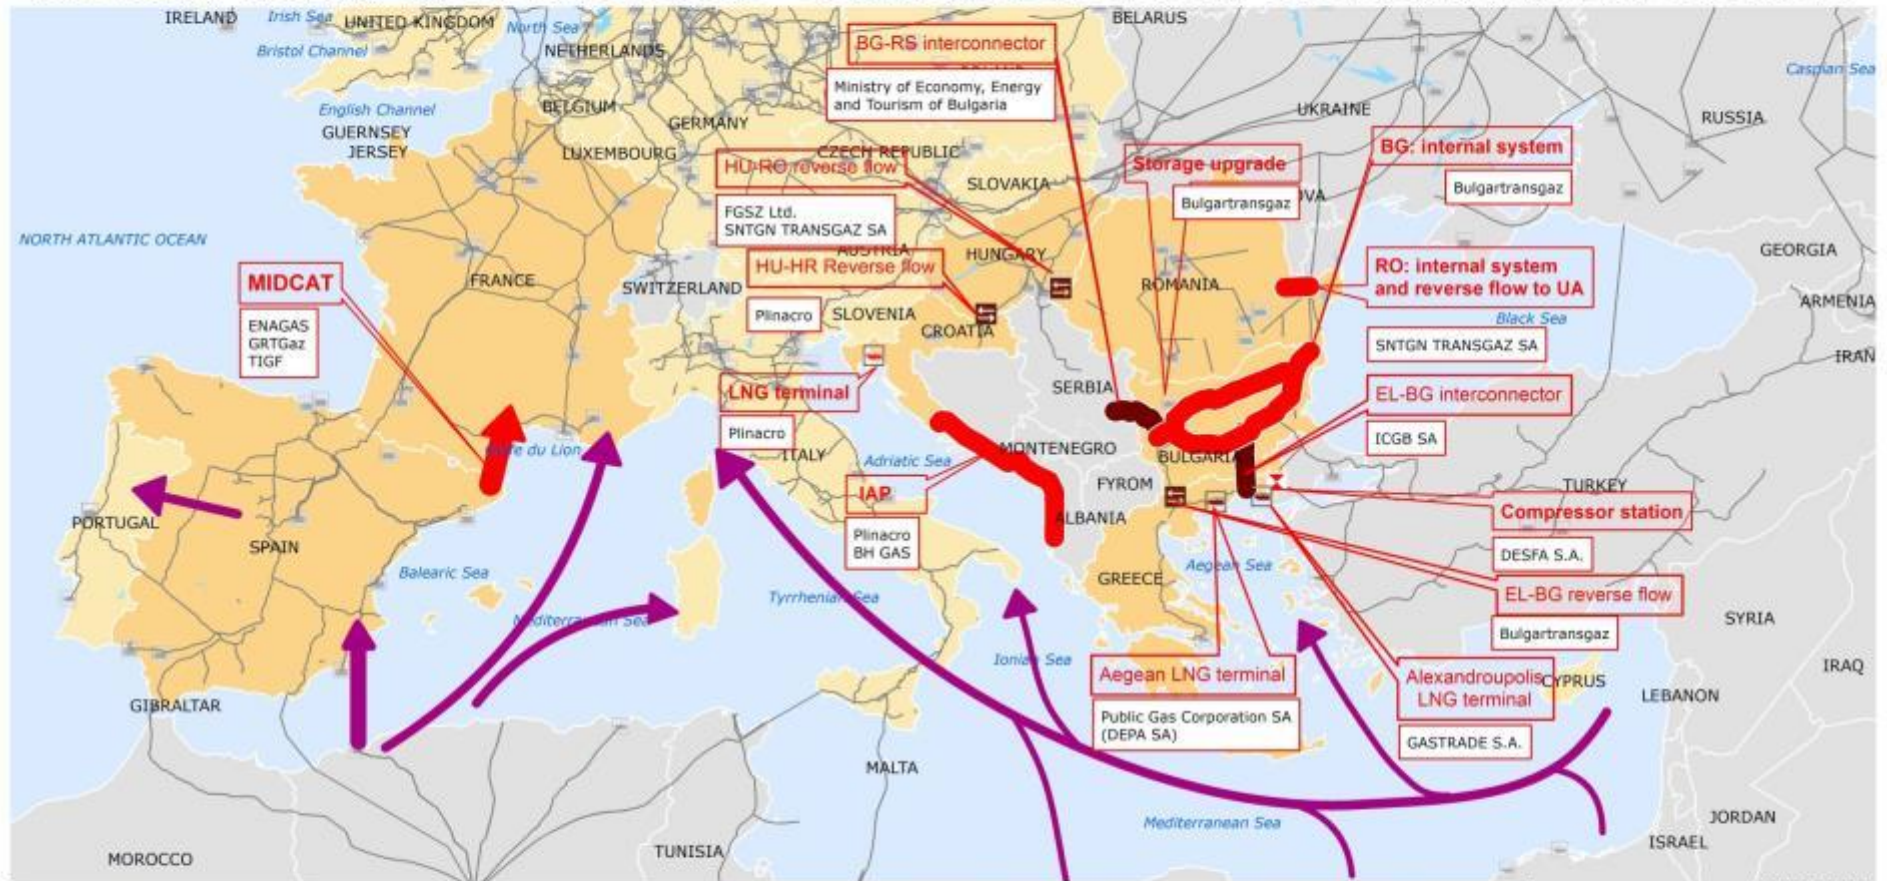 IRELAND
Irish Sea
UNITED KINGDOM
North Sea
NETHERLANDS
Bristol Channel
English Channel
GUERNSEY
JERSEY
BELGIUM
GERMANY
LUXEMBOURG
CZECH REPUBLIC
SLOVAKIA
BELARUS
UKRAINE
RUSSIA
Caspian Sea
BG-RS interconnector
Ministry of Economy, Energy
and Tourism of Bulgaria
HU-RO reverse flow
FGSZ Ltd.
SNTGN TRANSGAZ SA
AUSTRIA
HUNGARY
HU-HR Reverse flow
Plinacro
SLOVENIA
CROATIA
Storage upgrade
Bulgartransgaz
OVA
BG: internal system
Bulgartransgaz
RO: internal system
and reverse flow to UA
SNTGN TRANSGAZ SA
Black Sea
GEORGIA
ARMENIA
IRAN
NORTH ATLANTIC OCEAN
MIDCAT
ENAGAS
GRTGaz
TIGF
FRANCE
SWITZERLAND
ROMANIA
SERBIA
LNG terminal
Plinacro
ITALY
Adriatic Sea
MONTENEGRO
BULGARIA
FYROM
ALBANIA
IAP
Plinacro
BH GAS
EL-BG interconnector
ICGB SA
TURKEY
Compressor station
DESFA S.A.
EL-BG reverse flow
Bulgartransgaz
du Lion
PORTUGAL
SPAIN
Balearic Sea
Mediterranean Sea
Tyrrhenian Sea
Ionian Sea
GREECE
Aegean Sea
Aegean LNG terminal
Public Gas Corporation SA
(DEPA SA)
Alexandroupolis
LNG terminal
GASTRADE S.A.
CYPRUS
SYRIA
IRAQ
LEBANON
GIBRALTAR
MALTA
Mediterranean Sea
JORDAN
ISRAEL
MOROCCO
TUNISIA